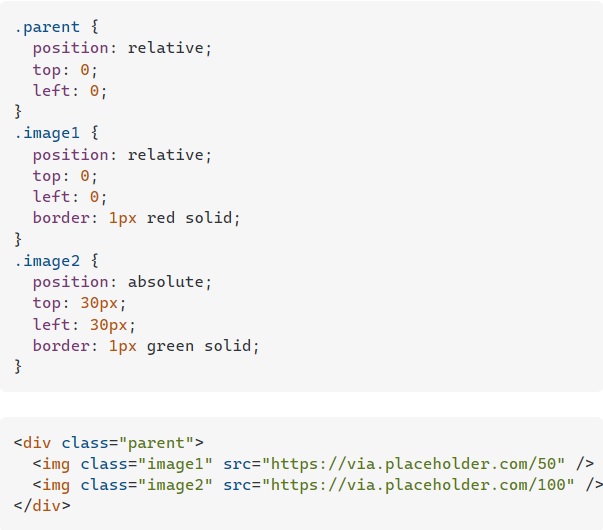 .parent {
  position: relative;
  top: 0;
  left: 0;
}
.image1 {
  position: relative;
  top: 0;
  left: 0;
  border: 1px red solid;
}
.image2 {
  position: absolute;
  top: 30px;
  left: 30px;
  border: 1px green solid;
}
<div class="parent">
  <img class="image1" src="https://via.placeholder.com/50" />
  <img class="image2" src="https://via.placeholder.com/100" />
</div>